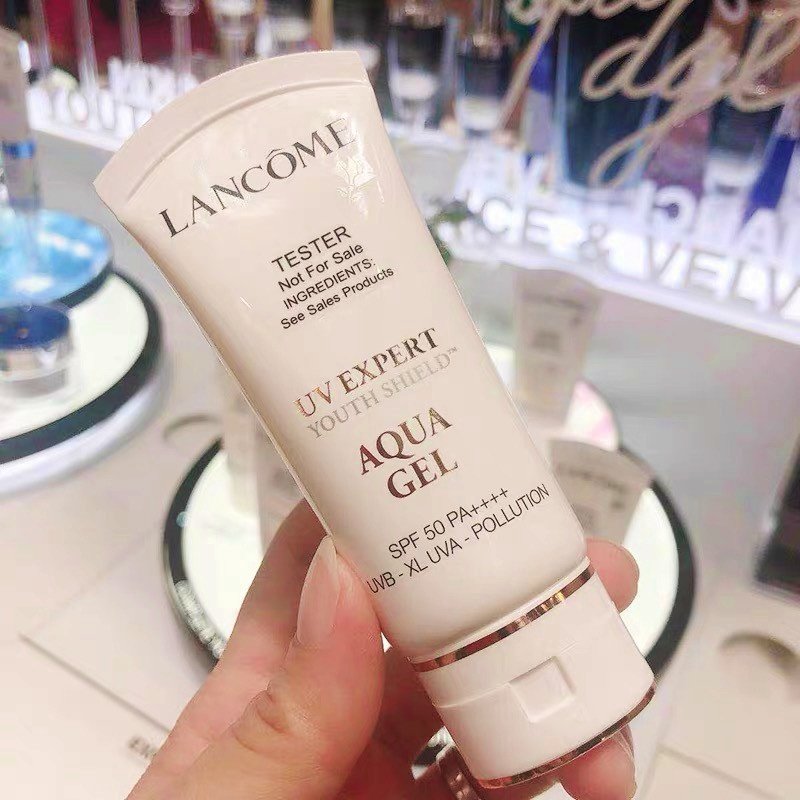 LANCÔME
TESTER
Not For Sale
INGREDIENTS:
See Sales Products
UV EXPERT
YOUTH SHIELD™
AQUA
GEL
SPF 50 PA++++
UVB - XL UVA - POLLUTION